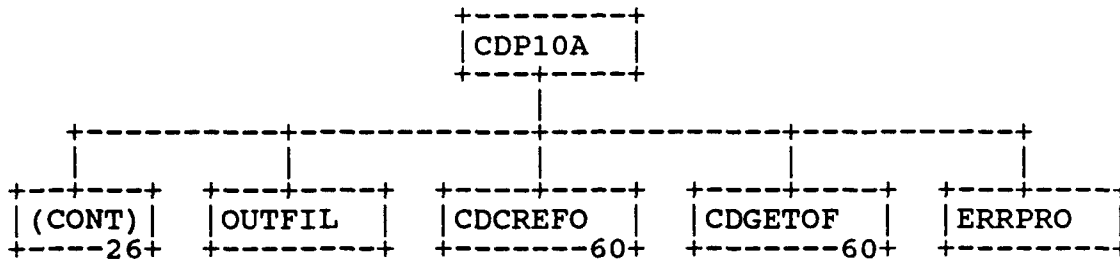 CDP10A
(CONT) OUTFIL CDCREFO CDGETOF ERRPRO
26 60 60